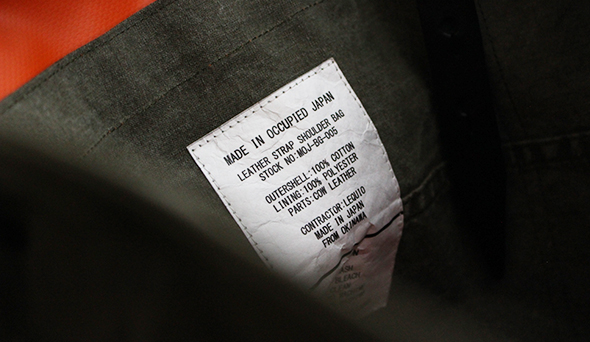 MADE IN OCCUPIED JAPAN
LEATHER STRAP SHOULDER BAG
STOCK NO:MOJ-BG-005
OUTERSHELL:100% COTTON
LINING:100% POLYESTER
PARTS:COW LEATHER
CONTRACTOR:LEQUIO
MADE IN JAPAN
FROM OKINAWA